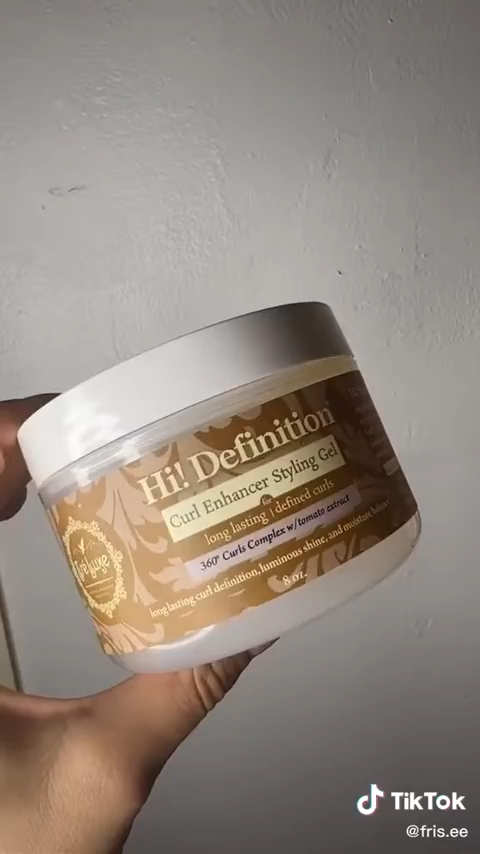 Hi! Definition
Curl Enhancer Styling Gel
for
long lasting | defined curls
360° Curls Complex w/tomato extract
long lasting curl definition, luminous shine, and moisture balance
8 oz.
TikTok
@fris.ee